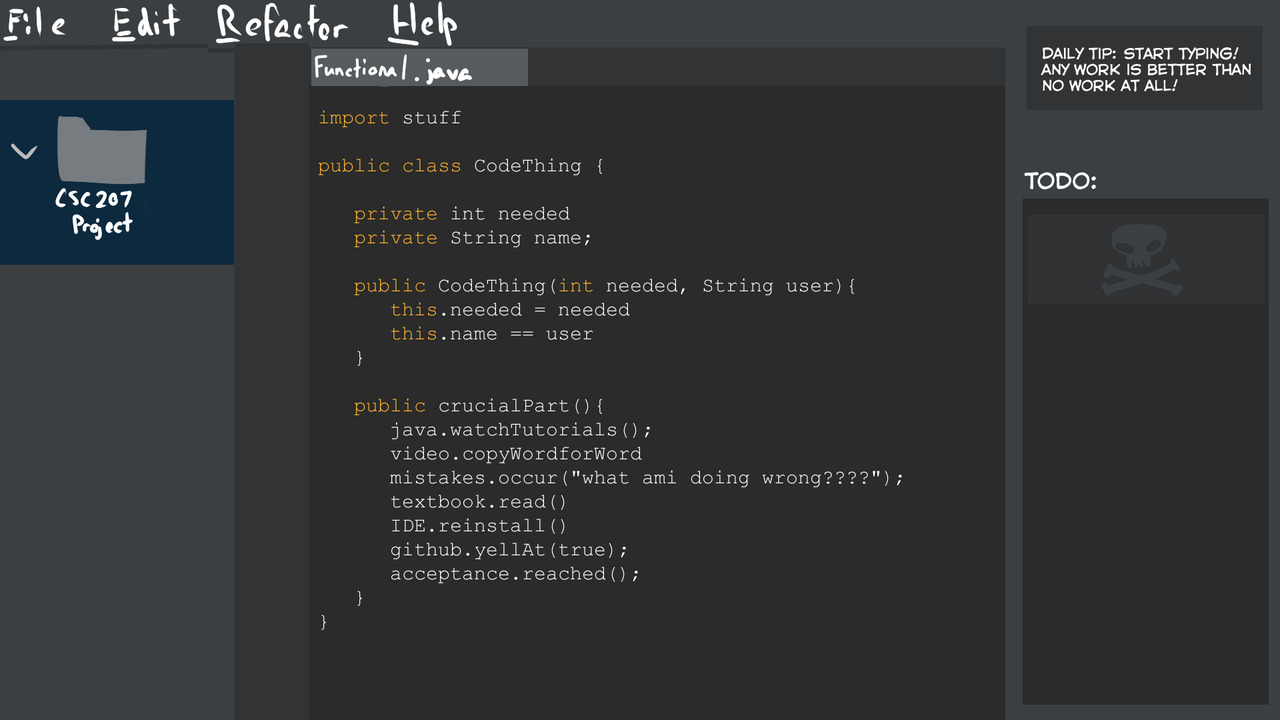 File Edit Refactor Help
CSC207
Project
Functional.java
import stuff
public class CodeThing {
private int needed
private String name;
public CodeThing(int needed, String user){
this.needed = needed
this.name == user
}
public crucialPart(){
java.watchTutorials();
video.copyWordforWord
mistakes.occur("what ami doing wrong????");
textbook.read()
IDE.reinstall()
github.yellAt(true);
acceptance.reached();
}
}
DAILY TIP: START TYPING!
ANY WORK IS BETTER THAN
NO WORK AT ALL!
TODO: